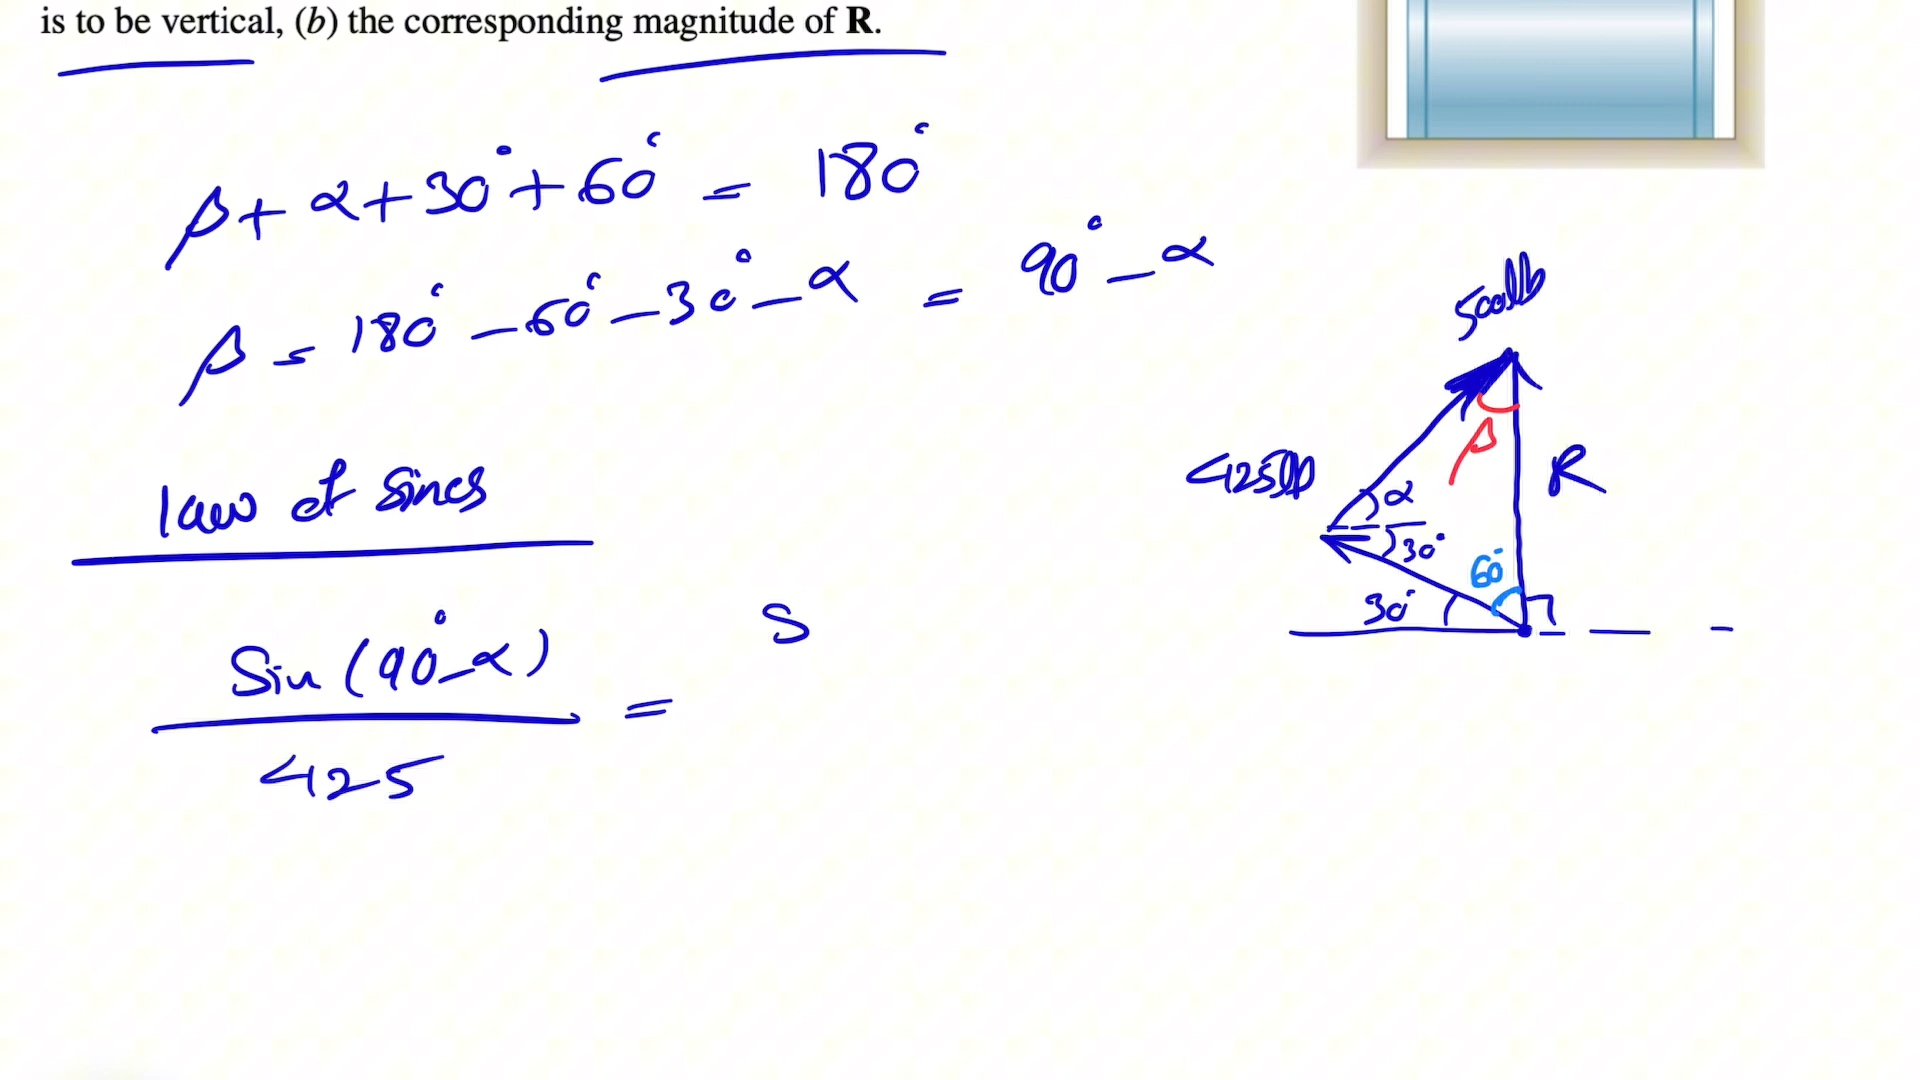 is to be vertical, (b) the corresponding magnitude of R.
β + α + 30° + 60° = 180°
β = 180° - 60° - 30° - α = 90° - α
law of sines
Sin (90° - α)
425
=
S
500lb
425lb
β
R
α
30°
60°
30°